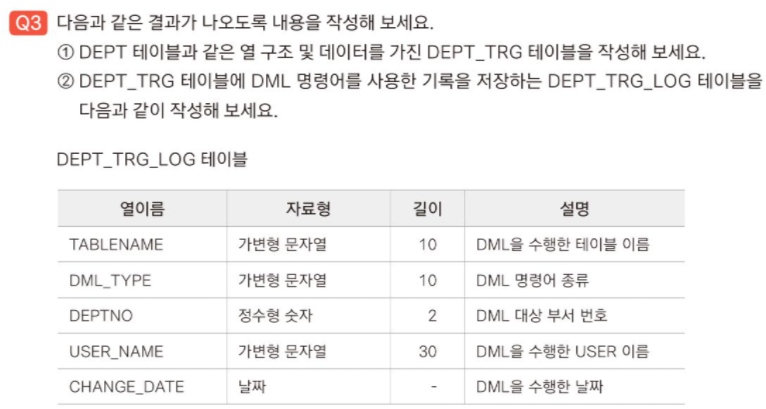 Q3 다음과 같은 결과가 나오도록 내용을 작성해 보세요.
① DEPT 테이블과 같은 열 구조 및 데이터를 가진 DEPT_TRG 테이블을 작성해 보세요.
② DEPT_TRG 테이블에 DML 명령어를 사용한 기록을 저장하는 DEPT_TRG_LOG 테이블을
다음과 같이 작성해 보세요.
DEPT_TRG_LOG 테이블
열이름 자료형 길이 설명
TABLENAME 가변형 문자열 10 DML을 수행한 테이블 이름
DML_TYPE 가변형 문자열 10 DML 명령어 종류
DEPTNO 정수형 숫자 2 DML 대상 부서 번호
USER_NAME 가변형 문자열 30 DML을 수행한 USER 이름
CHANGE_DATE 날짜 - DML을 수행한 날짜